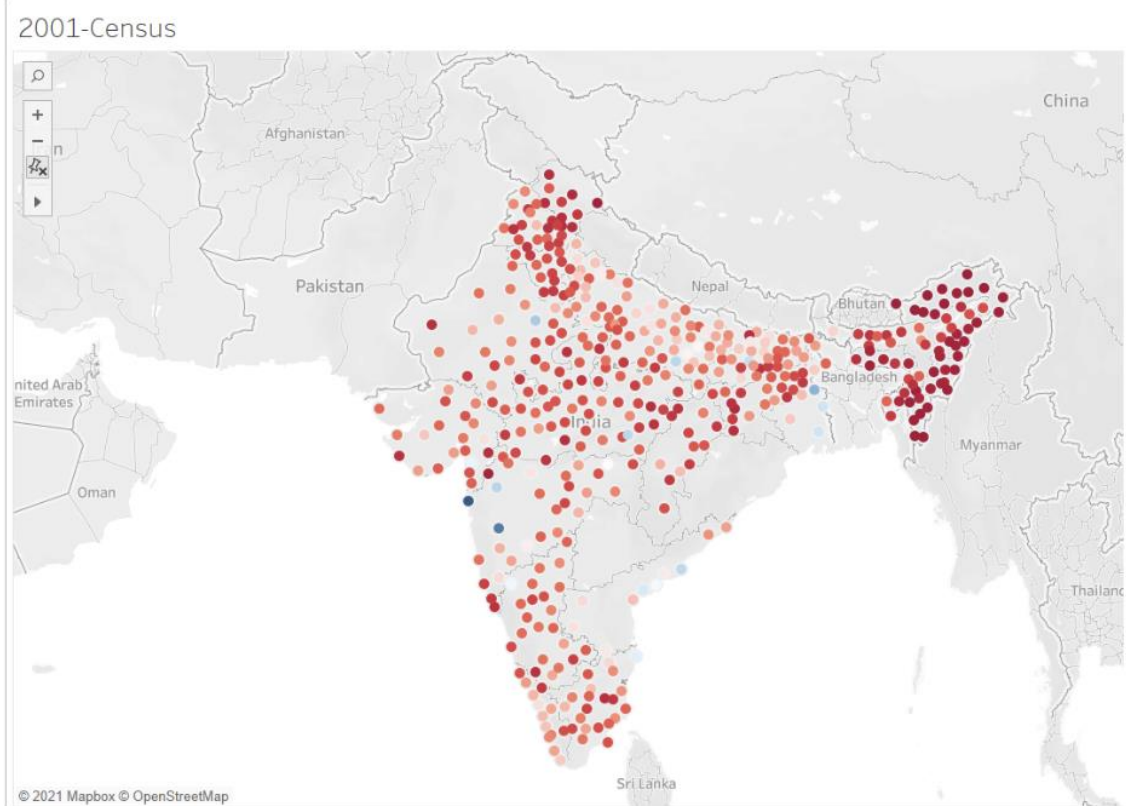 2001-Census
China
Afghanistan
n
Pakistan
Nepal
Bhutan
nited Arab
Emirates
Bangladesh
India
Myanmar
Oman
Thailand
Sri Lanka
© 2021 Mapbox © OpenStreetMap